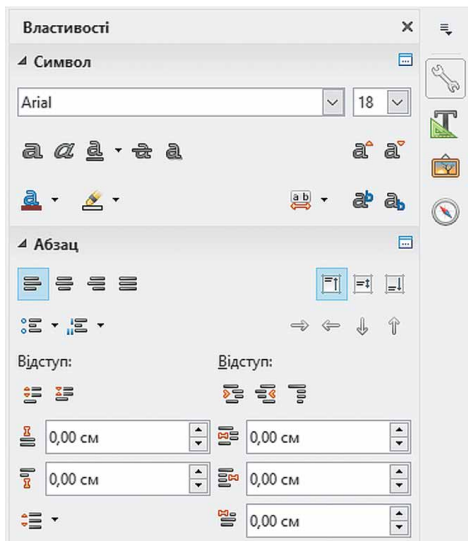 Властивості
Символ
Arial 18
Абзац
Відступ: Відступ:
0,00 см 0,00 см
0,00 см 0,00 см
0,00 см